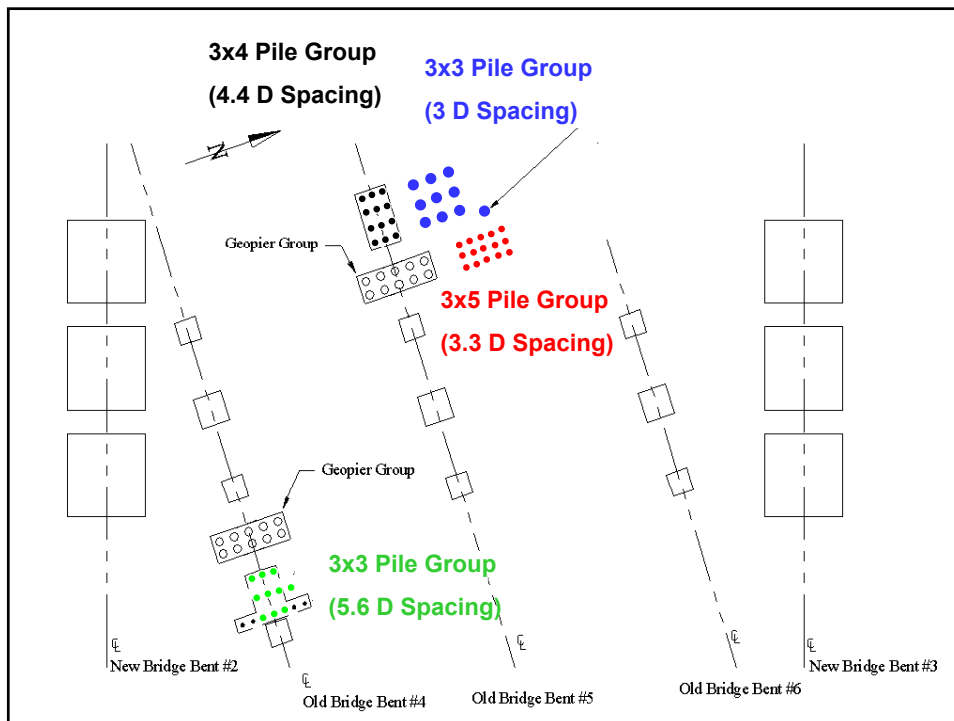 3x4 Pile Group
(4.4 D Spacing)
3x3 Pile Group
(3 D Spacing)
N
Geopier Group
3x5 Pile Group
(3.3 D Spacing)
Geopier Group
3x3 Pile Group
(5.6 D Spacing)
℄
New Bridge Bent #2
℄
Old Bridge Bent #4
℄
Old Bridge Bent #5
℄
Old Bridge Bent #6
℄
New Bridge Bent #3